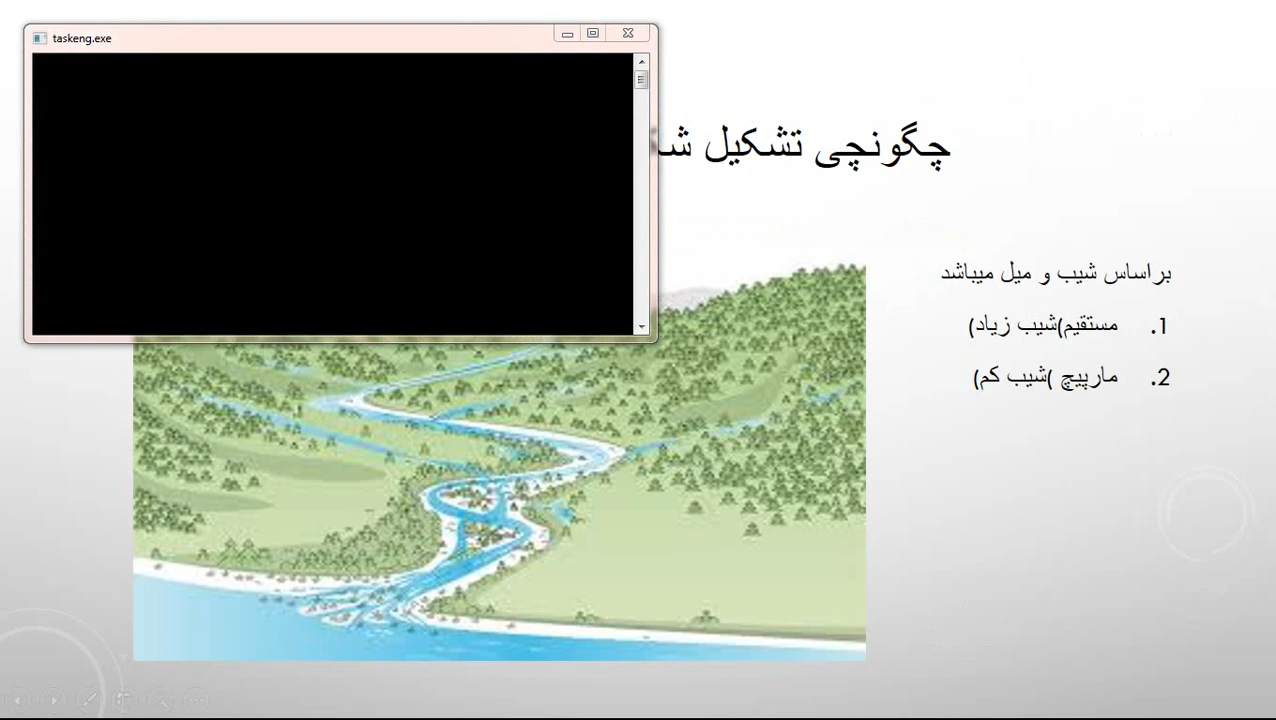 taskeng.exe
چگونچی تشکیل
براساس شیب و میل میباشد
1. مستقیم)شیب زیاد)
2. مارپیچ )شیب کم)